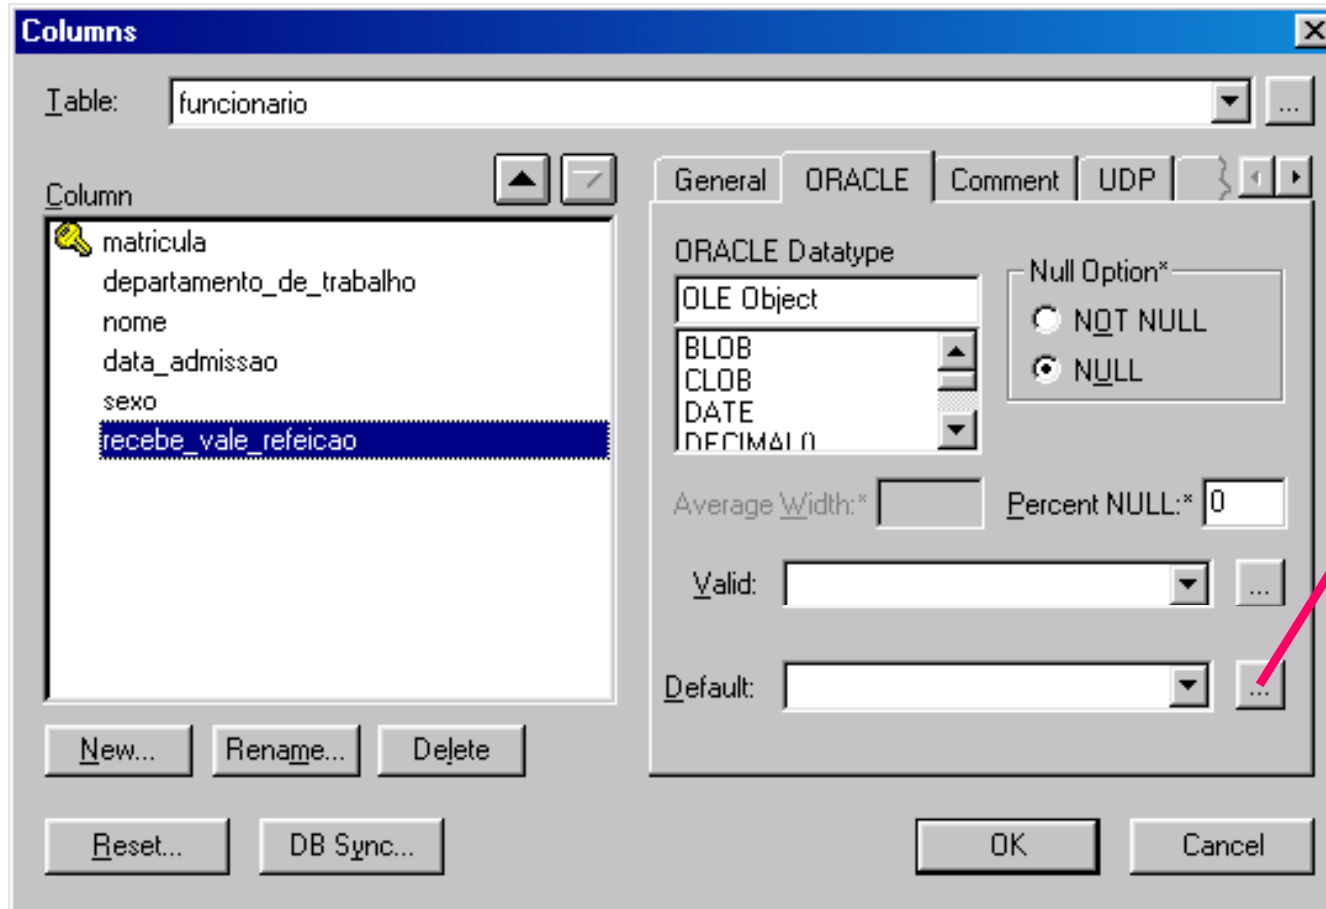 Columns
Table: funcionario ...
Column
matricula
departamento_de_trabalho
nome
data_admissao
sexo
recebe_vale_refeicao
New... Rename... Delete
Reset... DB Sync...
General ORACLE Comment UDP
ORACLE Datatype
OLE Object
BLOB
CLOB
DATE
DECIMAL()
Null Option*
NOT NULL
NULL
Average Width:* Percent NULL:* 0
Valid: ...
Default: ...
OK Cancel